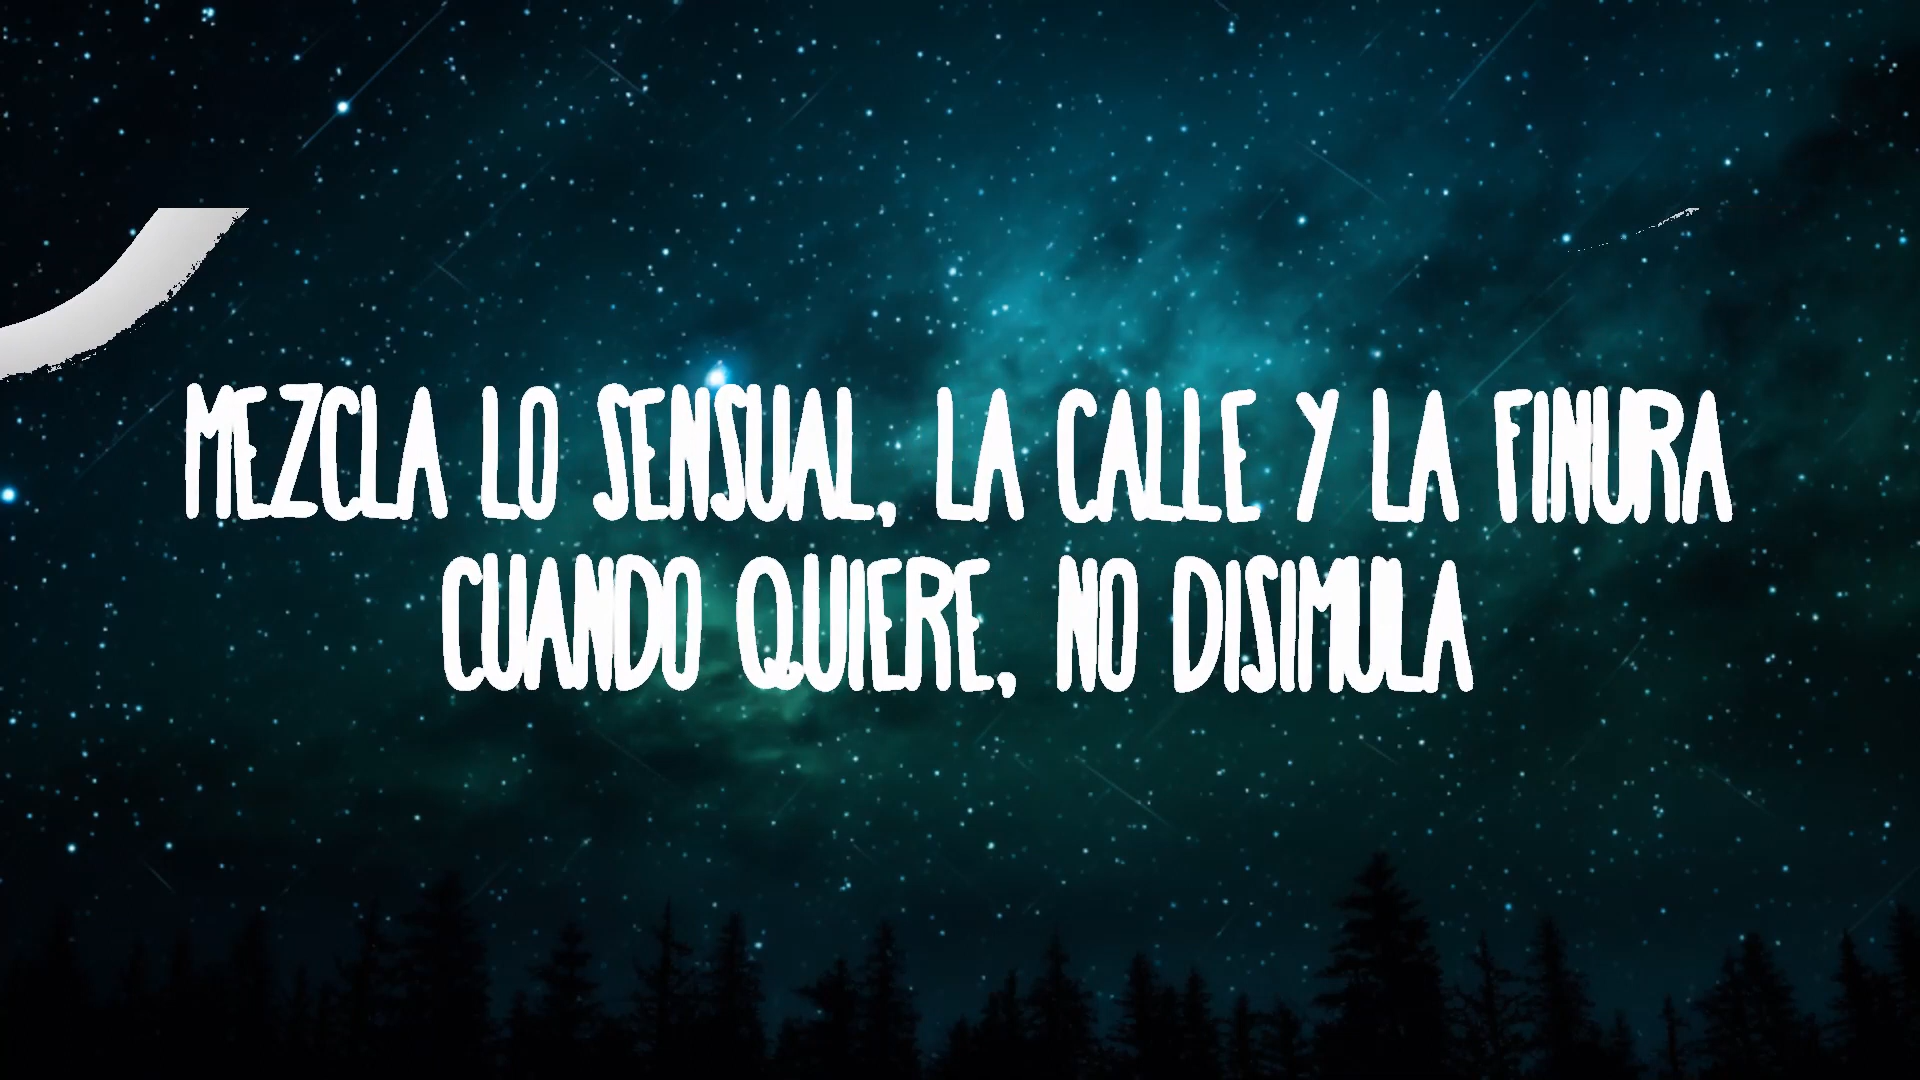 MEZCLA LO SENSUAL, LA CALLE Y LA FINURA
CUANDO QUIERE, NO DISIMULA